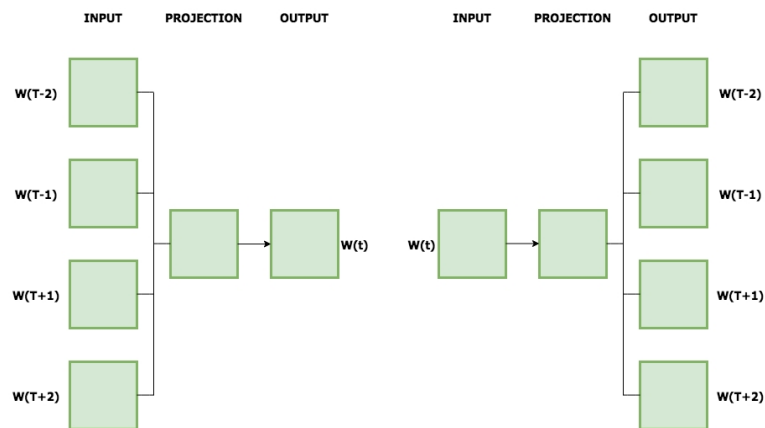 INPUT PROJECTION OUTPUT INPUT PROJECTION OUTPUT
W(T-2) W(T-2)
W(T-1) W(T-1)
W(t) W(t)
W(T+1) W(T+1)
W(T+2) W(T+2)